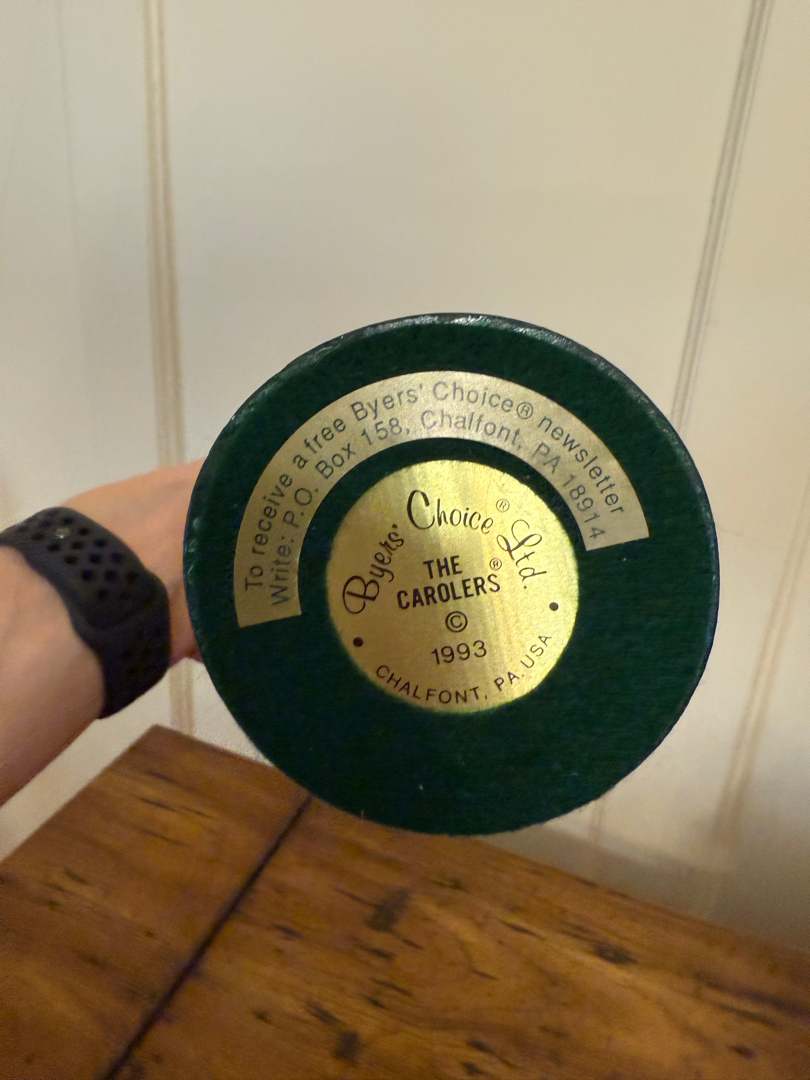 To receive a free Byers' Choice® newsletter
Write: P.O. Box 158, Chalfont, PA 18914
Byers' Choice® Ltd.
THE
CAROLERS®
©
1993
• CHALFONT, PA. USA •